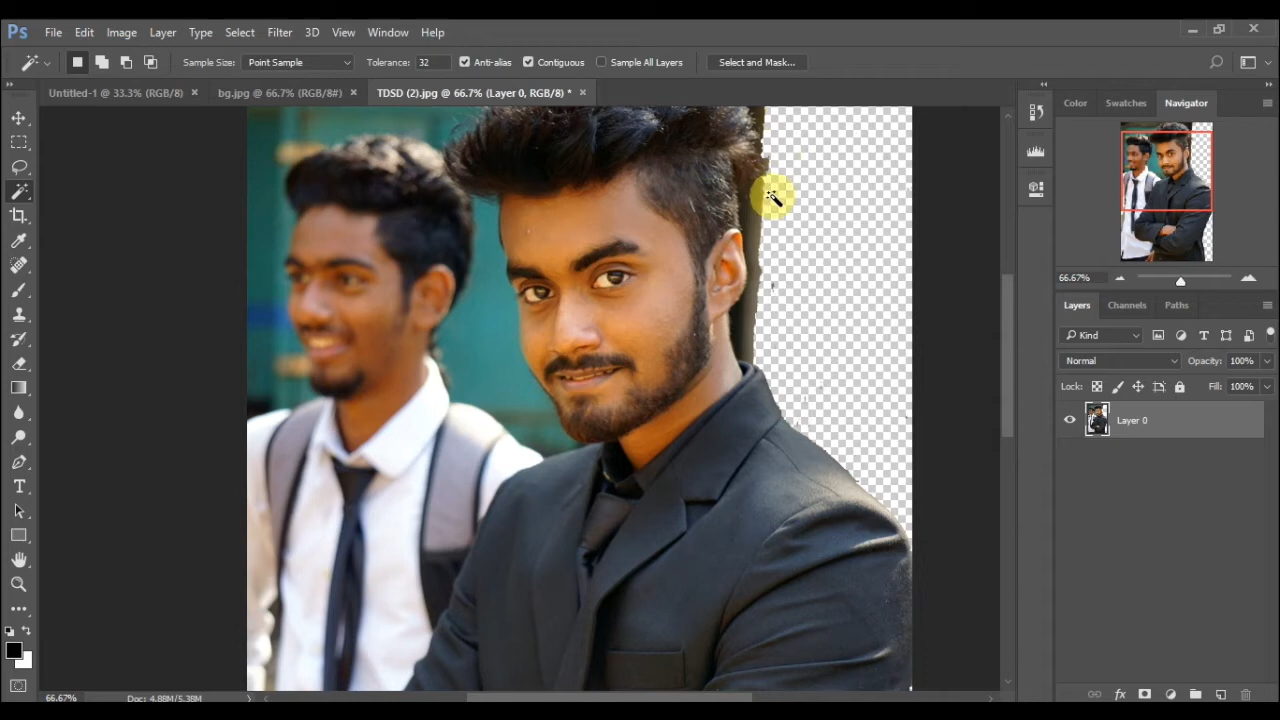 Ps File Edit Image Layer Type Select Filter 3D View Window Help
Sample Size: Point Sample Tolerance: 32 Anti-alias Contiguous Sample All Layers Select and Mask...
Untitled-1 @ 33.3% (RGB/8) × bg.jpg @ 66.7% (RGB/8#) × TDSD (2).jpg @ 66.7% (Layer 0, RGB/8) * ×
Color Swatches Navigator
66.67%
Layers Channels Paths
Kind
Normal Opacity: 100%
Lock: Fill: 100%
Layer 0
66.67% Doc: 4.88M/5.38M